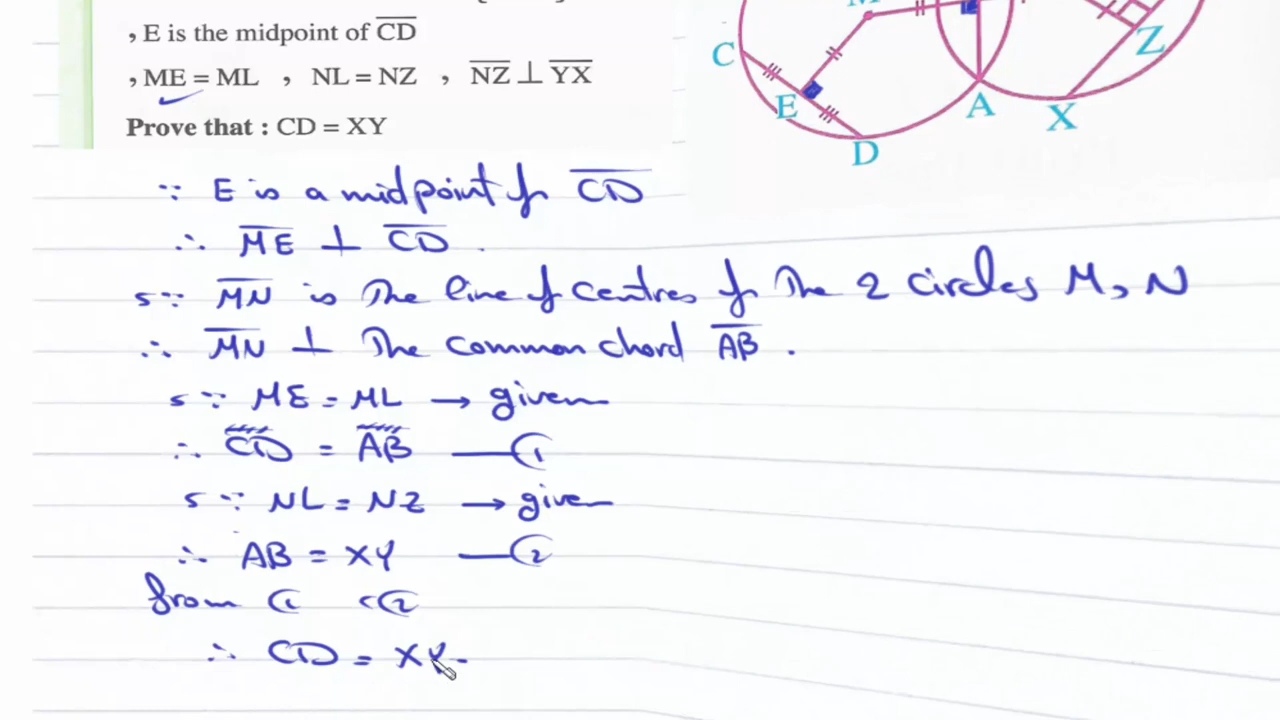 , E is the midpoint of CD
, ME = ML , NL = NZ , NZ ⊥ YX
Prove that : CD = XY
C
E
D
A
X
Z
∵ E is a midpoint of CD
∴ ME ⊥ CD .
, ∵ MN is The line of Centres of The 2 circles M, N
∴ MN ⊥ The Common chord AB .
, ∵ ME = ML → given
∴ CD = AB — 1
, ∵ NL = NZ → given
∴ AB = XY — 2
from 1 , 2
∴ CD = XY